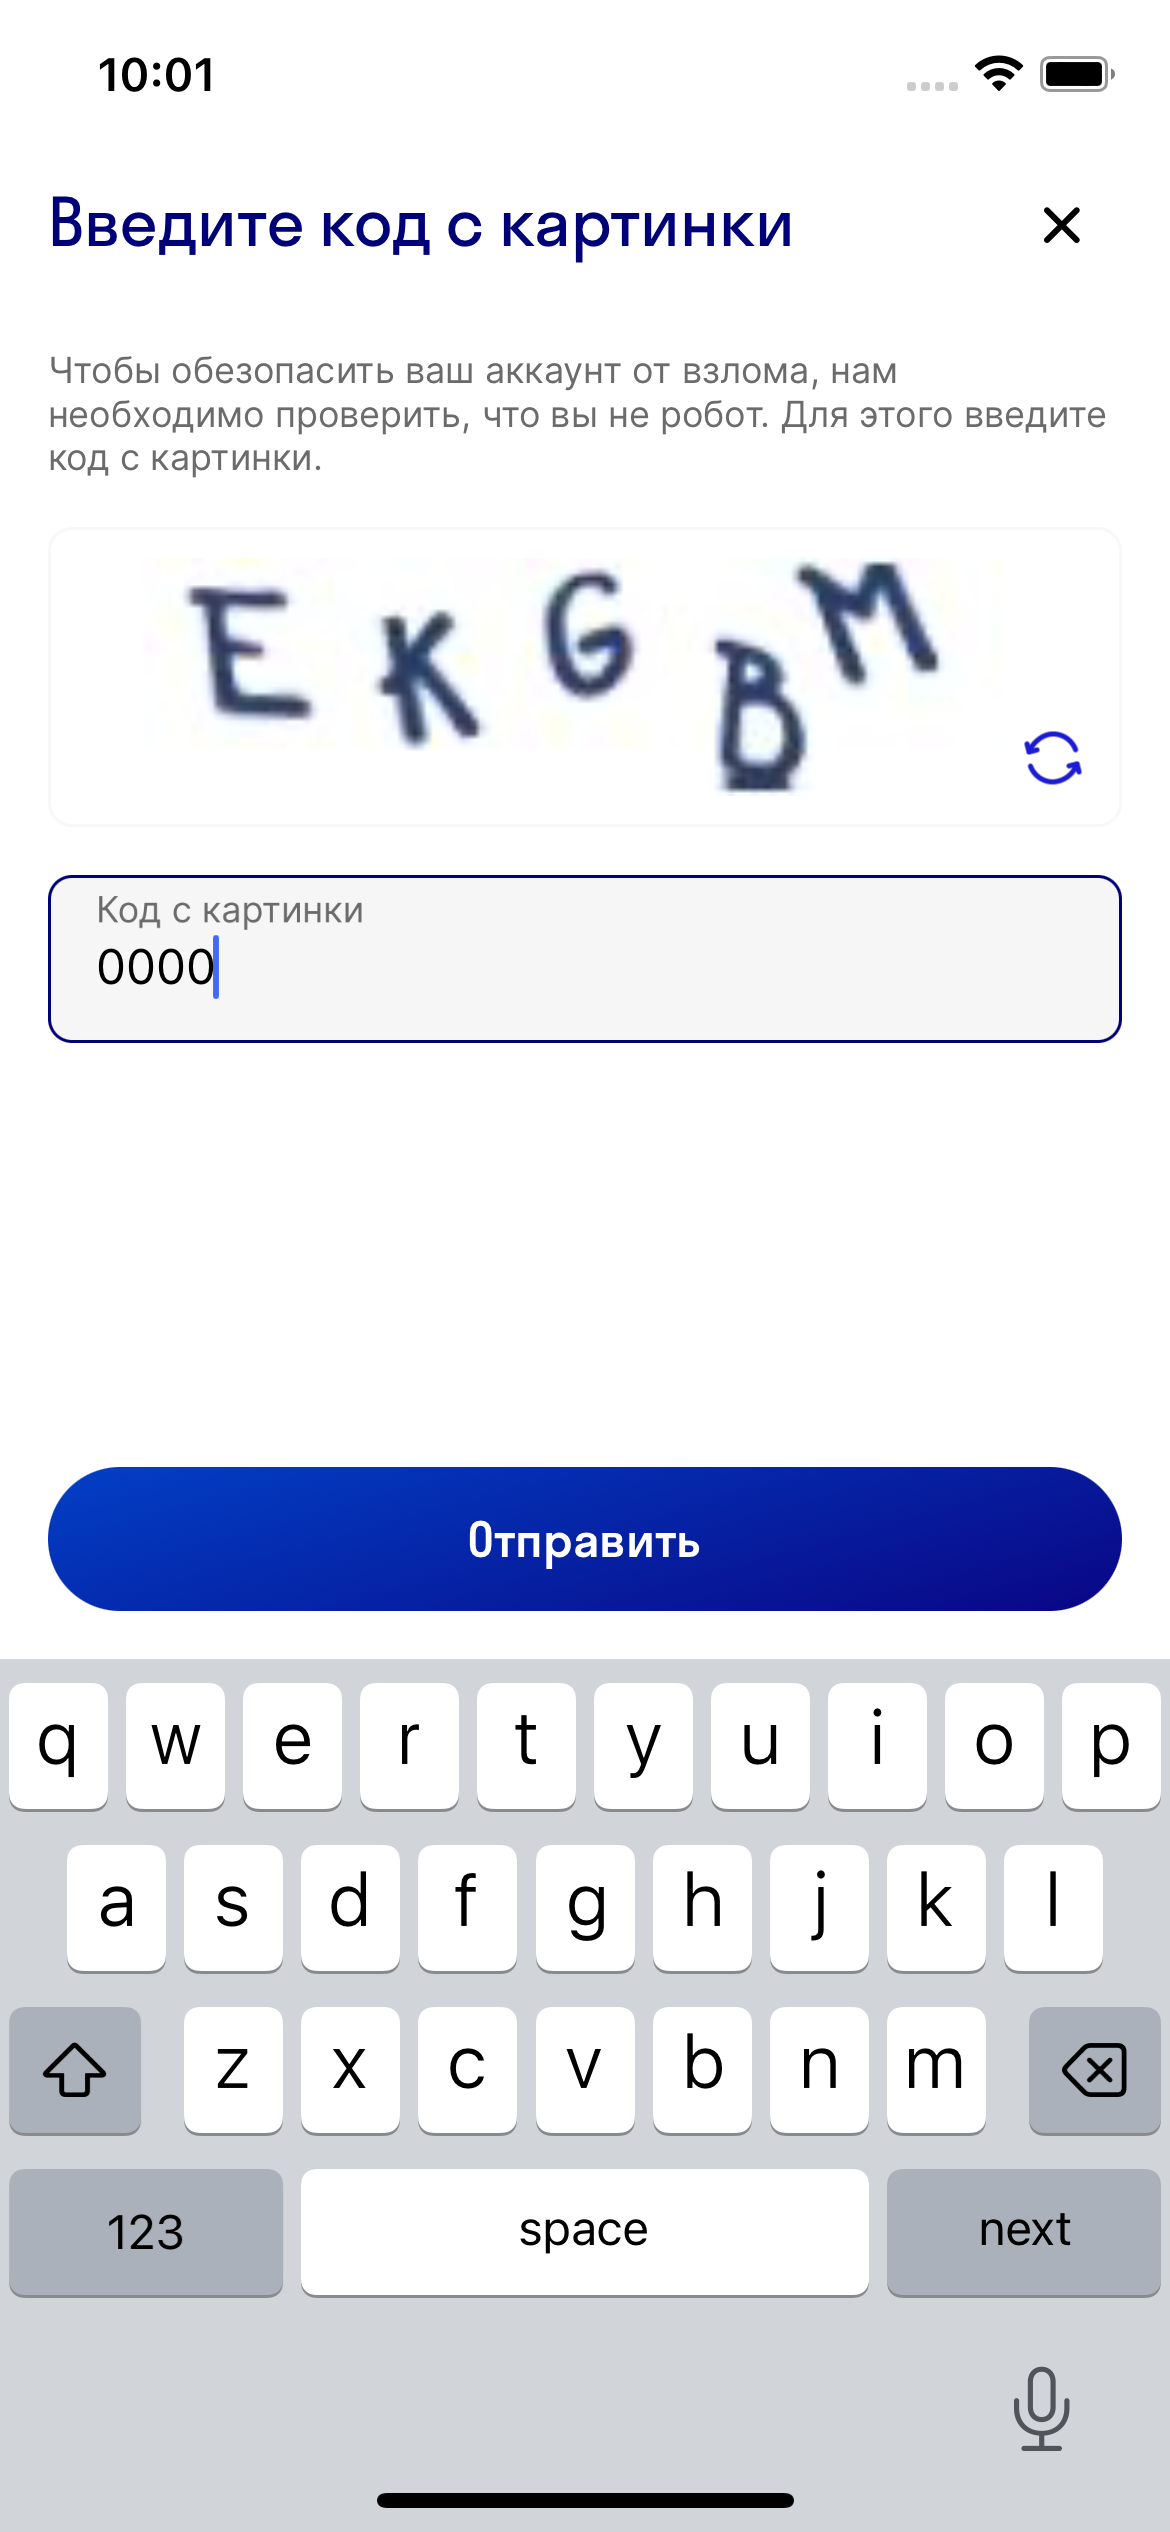 10:01
Введите код с картинки
Чтобы обезопасить ваш аккаунт от взлома, нам
необходимо проверить, что вы не робот. Для этого введите
код с картинки.
E K G B M
Код с картинки
0000
Отправить
q w e r t y u i o p
a s d f g h j k l
z x c v b n m
123 space next